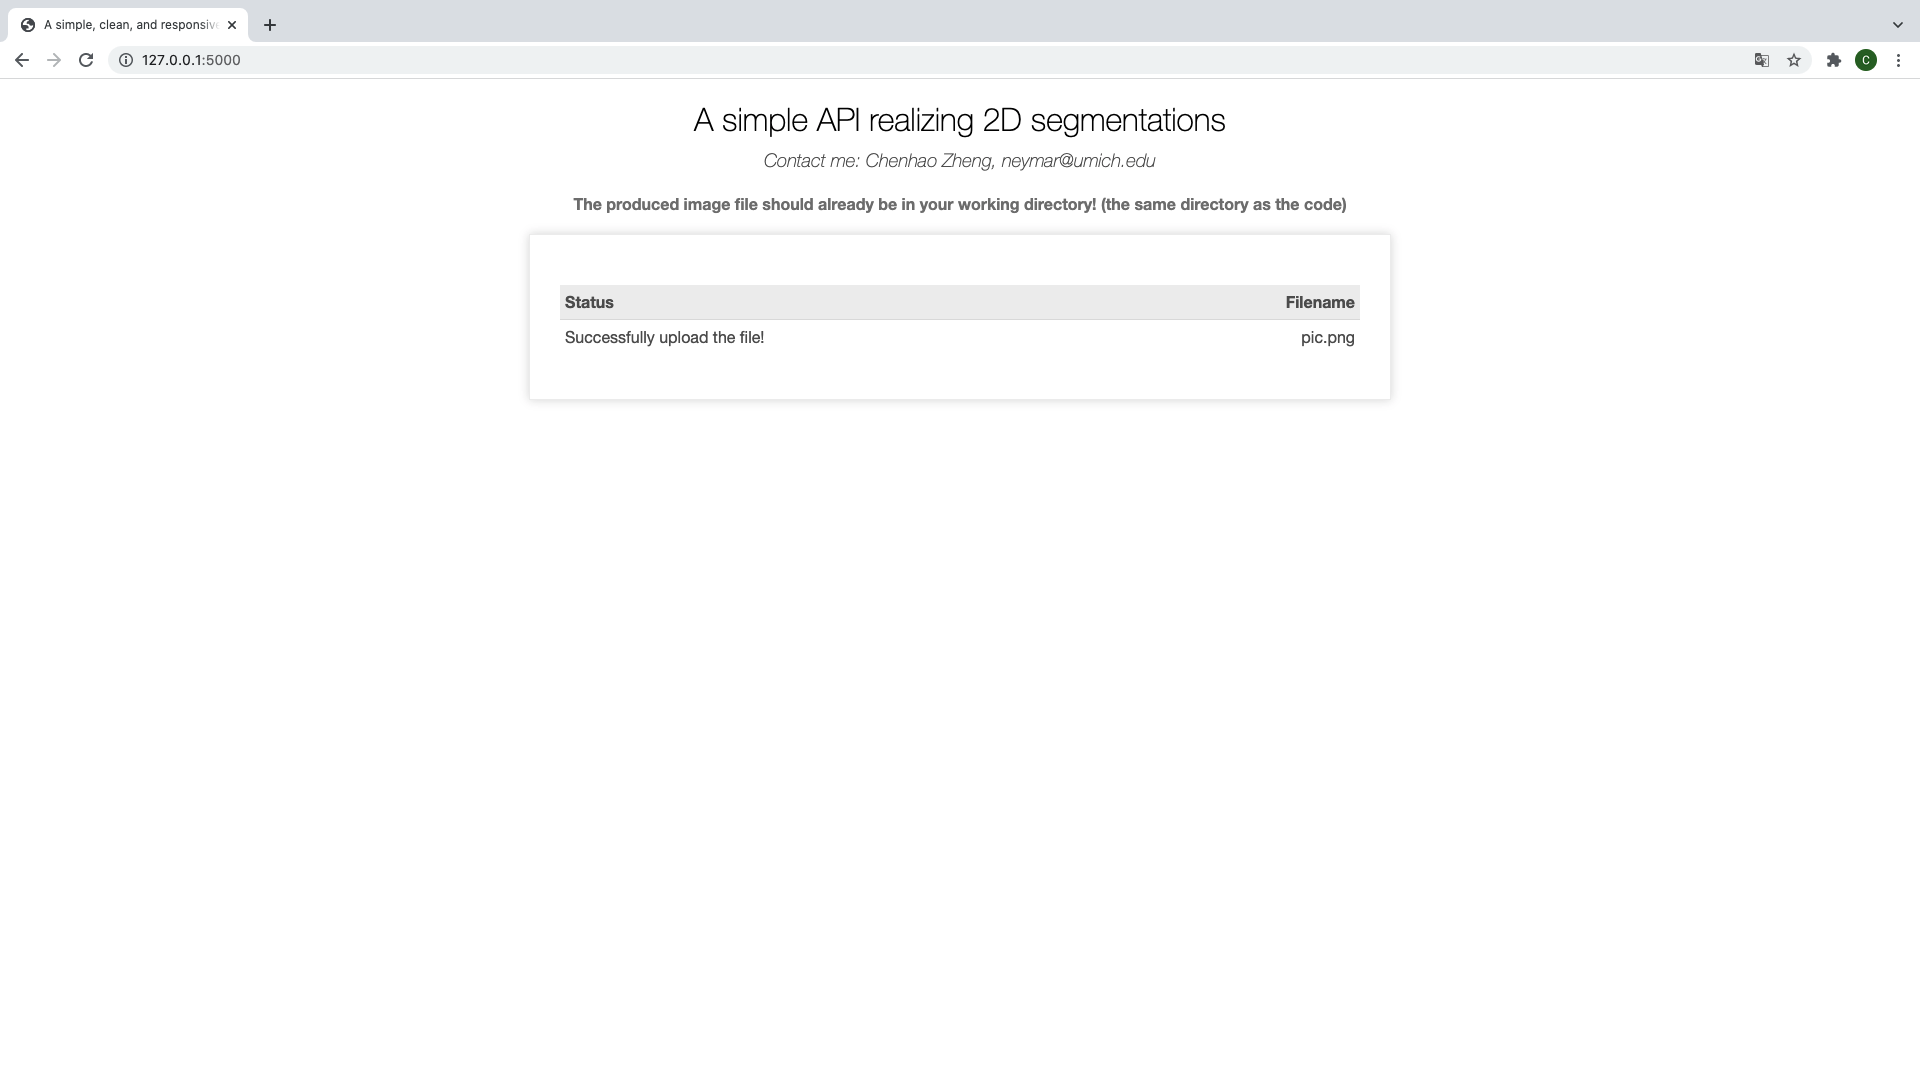 A simple, clean, and responsiv
127.0.0.1:5000
C
A simple API realizing 2D segmentations
Contact me: Chenhao Zheng, neymar@umich.edu
The produced image file should already be in your working directory! (the same directory as the code)
Status Filename
Successfully upload the file! pic.png